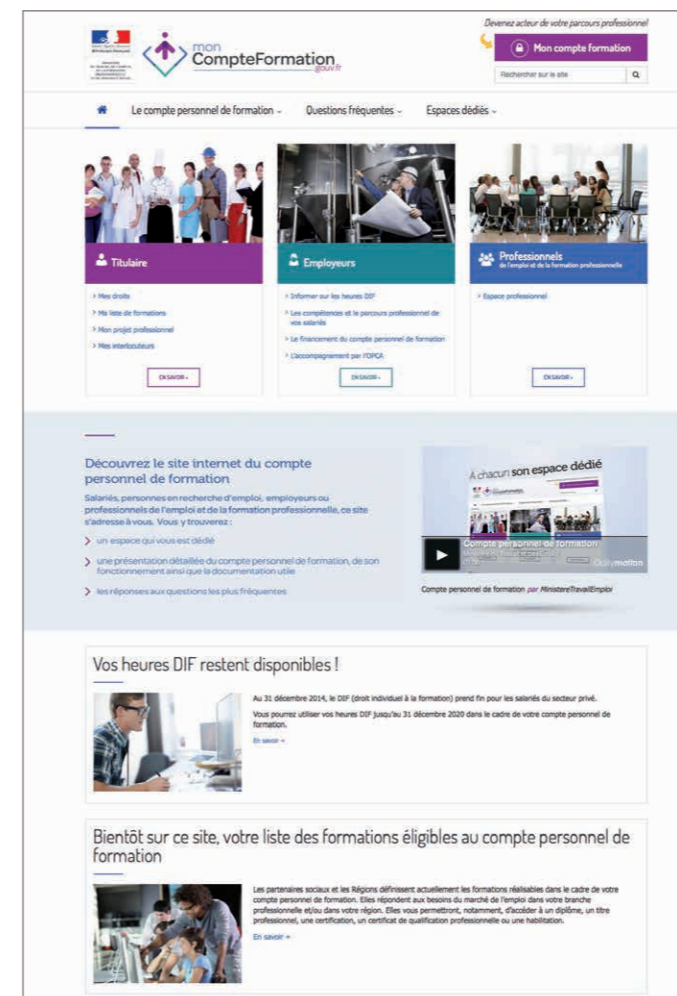 Devenez acteur de votre parcours professionnel
mon
CompteFormation
.gouv.fr
Mon compte formation
Rechercher sur le site
Le compte personnel de formation
Questions fréquentes
Espaces dédiés
Titulaire
> Mes droits
> Ma liste de formations
> Mon projet professionnel
> Mes interlocuteurs
EN SAVOIR +
Employeurs
> Informer sur les heures DIF
> Les compétences et le parcours professionnel de
vos salariés
> Le financement du compte personnel de formation
> L'accompagnement par l'OPCA
EN SAVOIR +
Professionnels
de l'emploi et de la formation professionnelle
> Espace professionnel
EN SAVOIR +
Découvrez le site internet du compte
personnel de formation
Salariés, personnes en recherche d'emploi, employeurs ou
professionnels de l'emploi et de la formation professionnelle, ce site
s'adresse à vous. Vous y trouverez :
> un espace qui vous est dédié
> une présentation détaillée du compte personnel de formation, de son
fonctionnement ainsi que la documentation utile
> les réponses aux questions les plus fréquentes
À chacun son espace dédié
Compte personnel de formation
Dailymotion
Compte personnel de formation par MinistereTravailEmploi
Vos heures DIF restent disponibles !
Au 31 décembre 2014, le DIF (droit individuel à la formation) prend fin pour les salariés du secteur privé.
Vous pourrez utiliser vos heures DIF jusqu'au 31 décembre 2020 dans le cadre de votre compte personnel de
formation.
En savoir +
Bientôt sur ce site, votre liste des formations éligibles au compte personnel de
formation
Les partenaires sociaux et les Régions définissent actuellement les formations réalisables dans le cadre de votre
compte personnel de formation. Elles répondent aux besoins du marché de l'emploi dans votre branche
professionnelle et/ou dans votre région. Elles vous permettront, notamment, d'accéder à un diplôme, un titre
professionnel, une certification, un certificat de qualification professionnelle ou une habilitation.
En savoir +